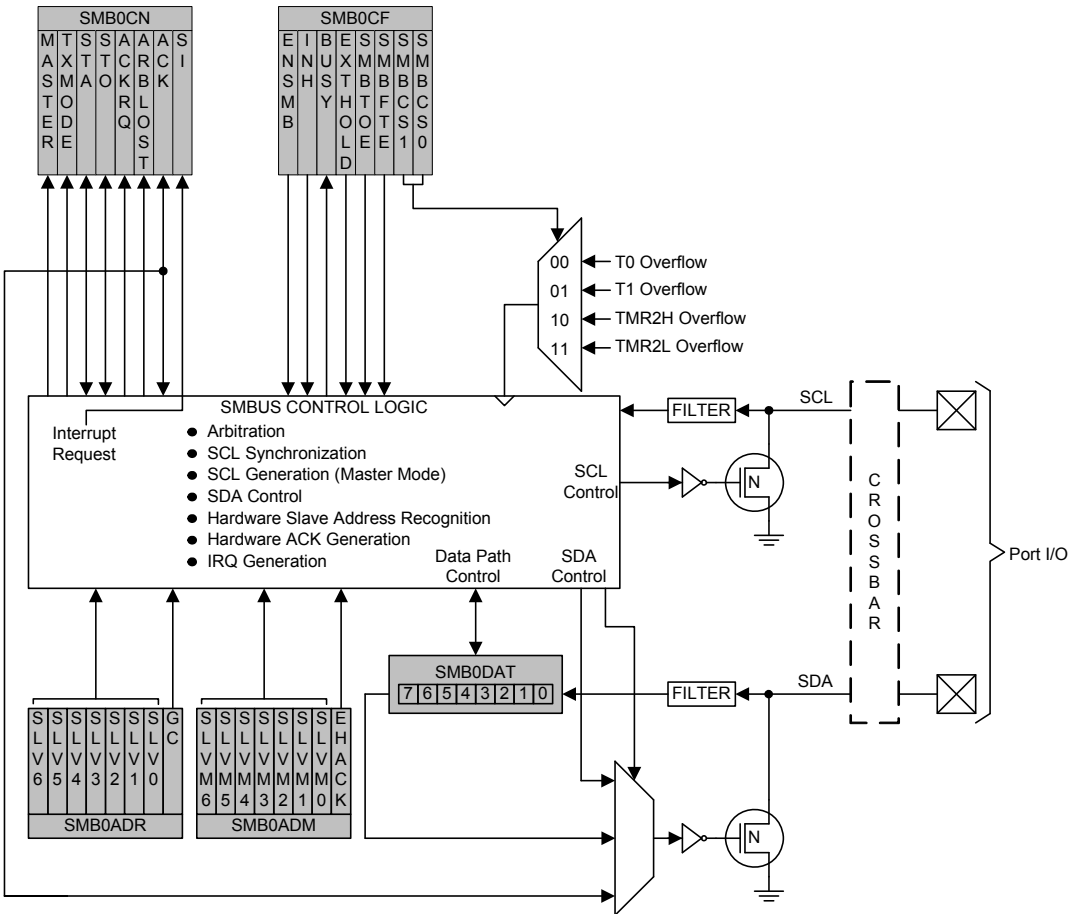 SMB0CN
MASTER
TXMODE
STA
STO
ACKRQ
ARBLOST
ACK
SI
SMB0CF
ENSMB
INH
BUSY
EXTHOLD
SMBTOE
SMBFTE
SMBCS1
SMBCS0
00
T0 Overflow
01
T1 Overflow
10
TMR2H Overflow
11
TMR2L Overflow
SMBUS CONTROL LOGIC
Interrupt
Request
● Arbitration
● SCL Synchronization
● SCL Generation (Master Mode)
● SDA Control
● Hardware Slave Address Recognition
● Hardware ACK Generation
● IRQ Generation
Data Path
Control
SCL
Control
SDA
Control
FILTER
SCL
N
CROSSBAR
Port I/O
SMB0DAT
7 6 5 4 3 2 1 0
FILTER
SDA
N
SLV6
SLV5
SLV4
SLV3
SLV2
SLV1
SLV0
GC
SMB0ADR
SLVM6
SLVM5
SLVM4
SLVM3
SLVM2
SLVM1
SLVM0
EHACK
SMB0ADM